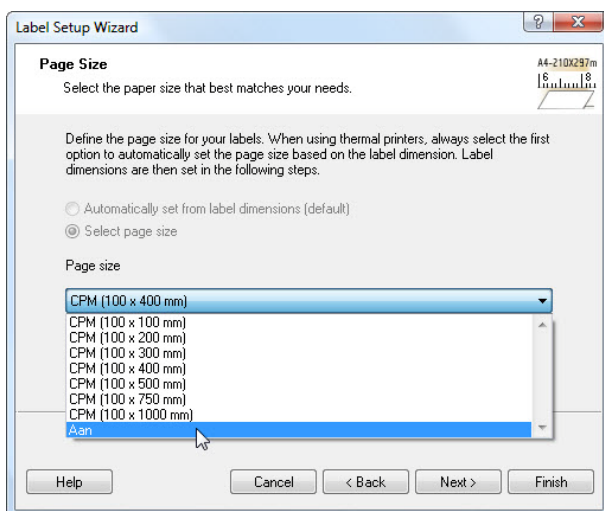 Label Setup Wizard
Page Size
Select the paper size that best matches your needs.
A4-210X297m
6 8
Define the page size for your labels. When using thermal printers, always select the first
option to automatically set the page size based on the label dimension. Label
dimensions are then set in the following steps.
Automatically set from label dimensions (default)
Select page size
Page size
CPM (100 x 400 mm)
CPM (100 x 100 mm)
CPM (100 x 200 mm)
CPM (100 x 300 mm)
CPM (100 x 400 mm)
CPM (100 x 500 mm)
CPM (100 x 750 mm)
CPM (100 x 1000 mm)
Aan
Help Cancel < Back Next > Finish